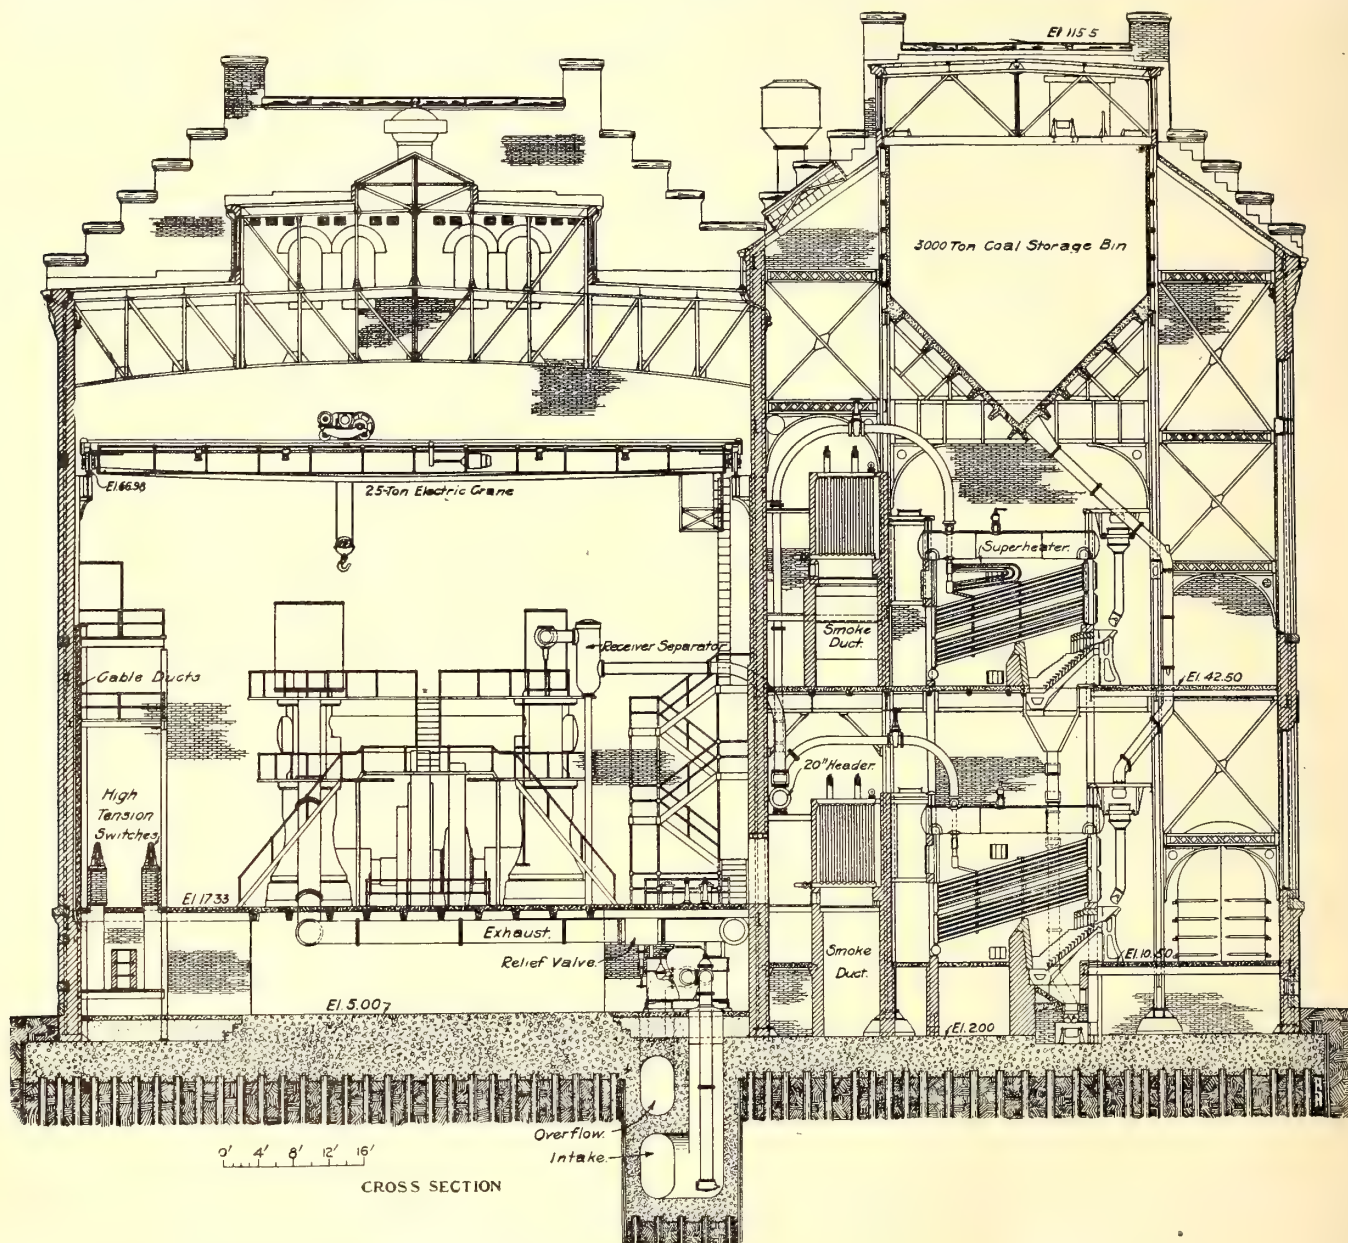 El 115 5
3000 Ton Coal Storage Bin
El.66.98
25-Ton Electric Crane
Superheater.
Smoke
Duct.
Receiver Separator
Cable Ducts
El. 42.50
20" Header.
High
Tension
Switches
El 17 33
Exhaust.
Relief Valve.
Smoke
Duct.
El. 10.50
El 5.00
El. 2.00
Overflow.
Intake.
0' 4' 8' 12' 16'
CROSS SECTION